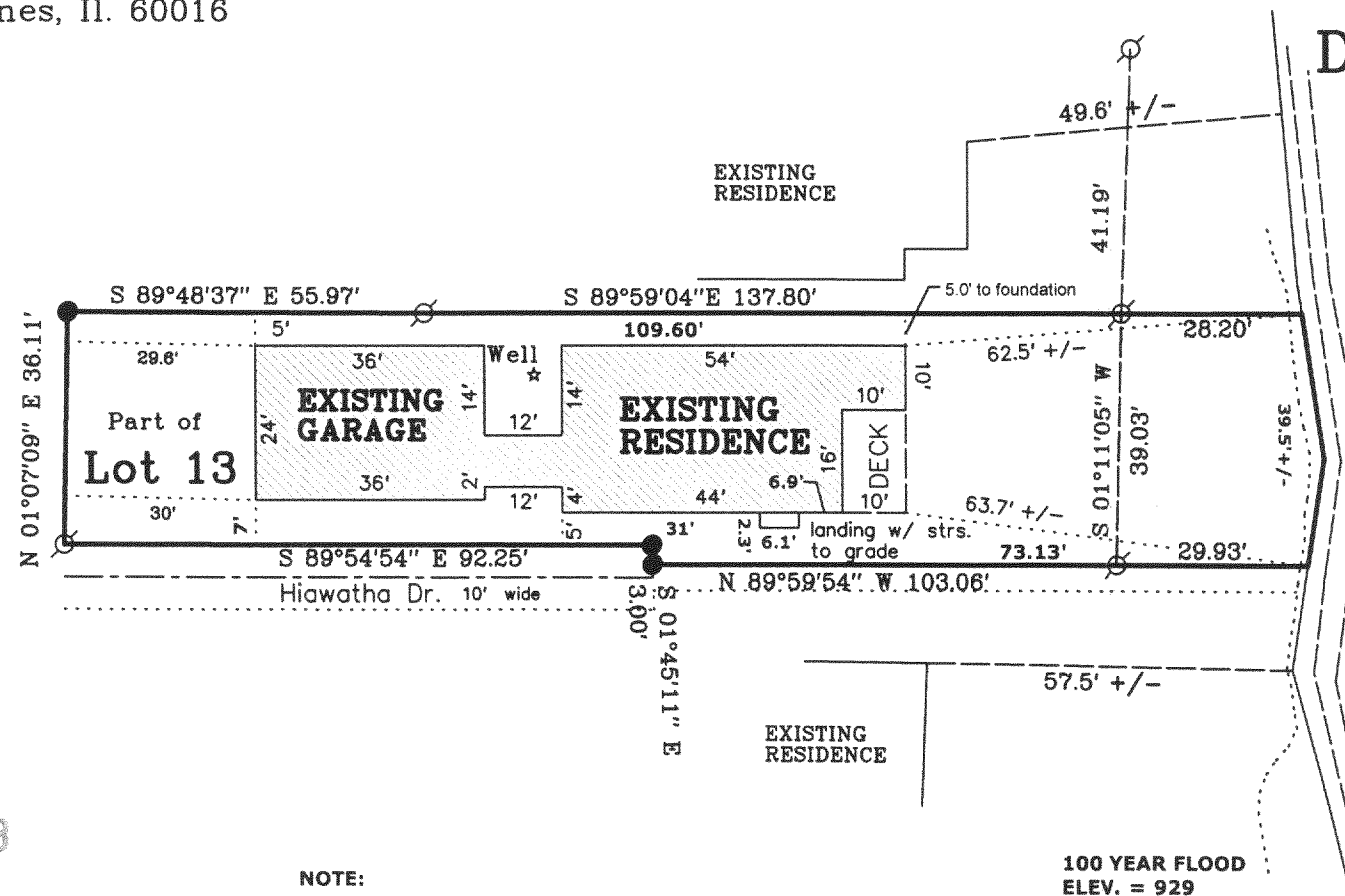 nes, Il. 60016
D
49.6' +/-
EXISTING
RESIDENCE
41.19'
S 89°48'37" E 55.97'
S 89°59'04"E 137.80'
5.0' to foundation
N 01°07'09" E 36.11'
5'
109.60'
28.20'
29.6'
36'
Well
54'
62.5' +/-
10'
10'
Part of
Lot 13
24'
EXISTING
GARAGE
14'
12'
14'
EXISTING
RESIDENCE
16'
DECK
S 01°11'05" W
39.03'
39.5'+/-
36'
2'
12'
4'
44'
6.9'
10'
63.7' +/-
30'
7'
5'
31'
2.3'
6.1'
landing w/ strs.
to grade
73.13'
29.93'
S 89°54'54" E 92.25'
N 89°59'54" W 103.06'
Hiawatha Dr. 10' wide
3.00'
S 01°45'11" E
57.5' +/-
EXISTING
RESIDENCE
NOTE:
100 YEAR FLOOD
ELEV. = 929